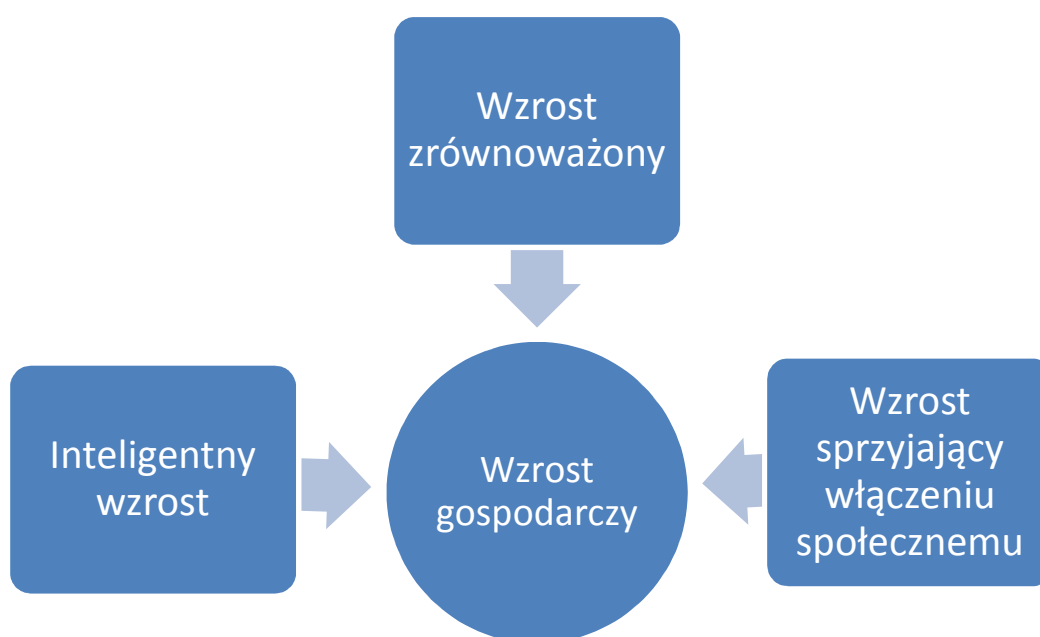 Wzrost
zrównoważony
Inteligentny
wzrost
Wzrost
gospodarczy
Wzrost
sprzyjający
włączeniu
społecznemu